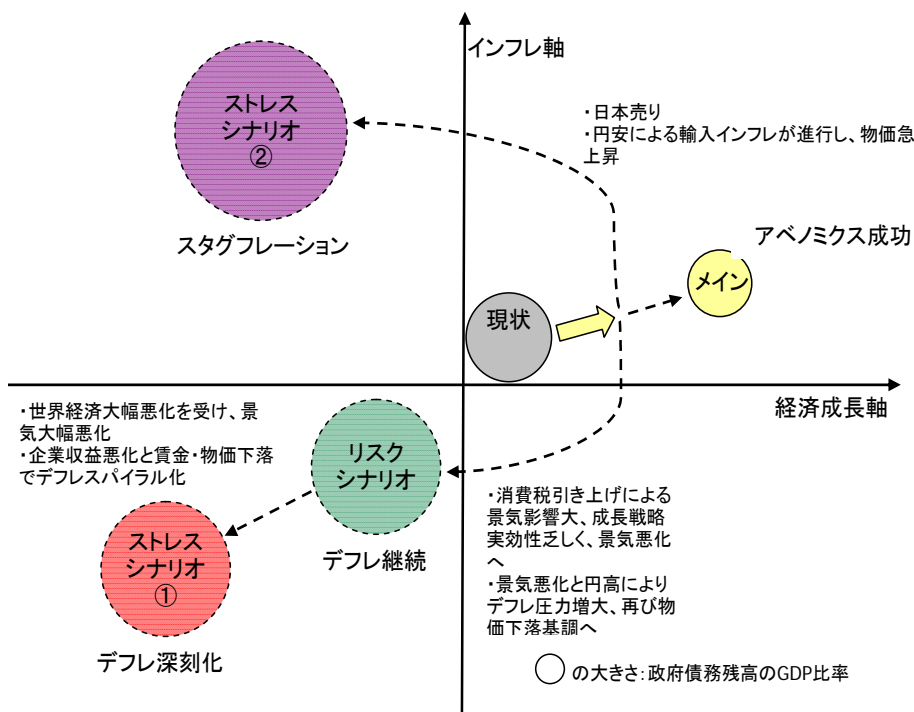 インフレ軸
ストレス
シナリオ
②
スタグフレーション
・日本売り
・円安による輸入インフレが進行し、物価急
上昇
アベノミクス成功
メイン
現状
経済成長軸
・世界経済大幅悪化を受け、景
気大幅悪化
・企業収益悪化と賃金・物価下落
でデフレスパイラル化
リスク
シナリオ
デフレ継続
ストレス
シナリオ
①
デフレ深刻化
・消費税引き上げによる
景気影響大、成長戦略
実効性乏しく、景気悪化
へ
・景気悪化と円高により
デフレ圧力増大、再び物
価下落基調へ
の大きさ:政府債務残高のGDP比率